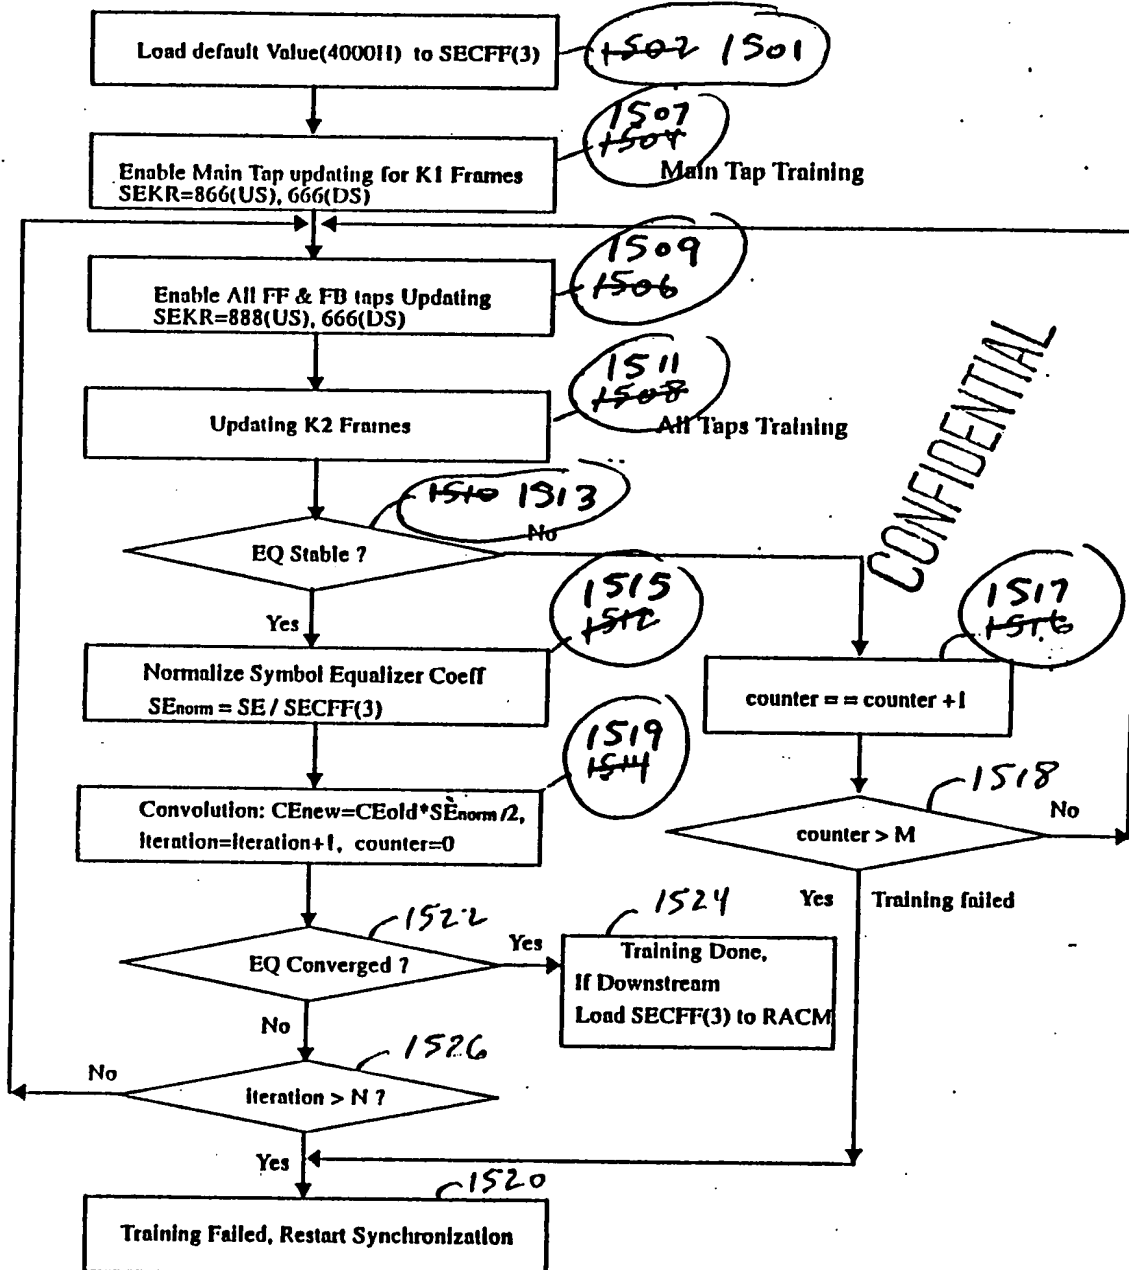 Load default Value(4000H) to SECFF(3)
1502 1501
1507
1504
Enable Main Tap updating for K1 Frames
SEKR=866(US), 666(DS)
Main Tap Training
1509
1506
Enable All FF & FB taps Updating
SEKR=888(US), 666(DS)
1511
1508
Updating K2 Frames
All Taps Training
CONFIDENTIAL
1510 1513
No
EQ Stable ?
Yes
1515
1512
1517
1516
Normalize Symbol Equalizer Coeff
SEnorm = SE / SECFF(3)
counter = = counter +1
1519
1514
Convolution: CEnew=CEold*SEnorm/2,
iteration=iteration+1, counter=0
1518
counter > M
No
Yes
Training failed
1522
EQ Converged ?
Yes
1524
Training Done,
If Downstream
Load SECFF(3) to RACM
No
1526
No
iteration > N ?
Yes
1520
Training Failed, Restart Synchronization